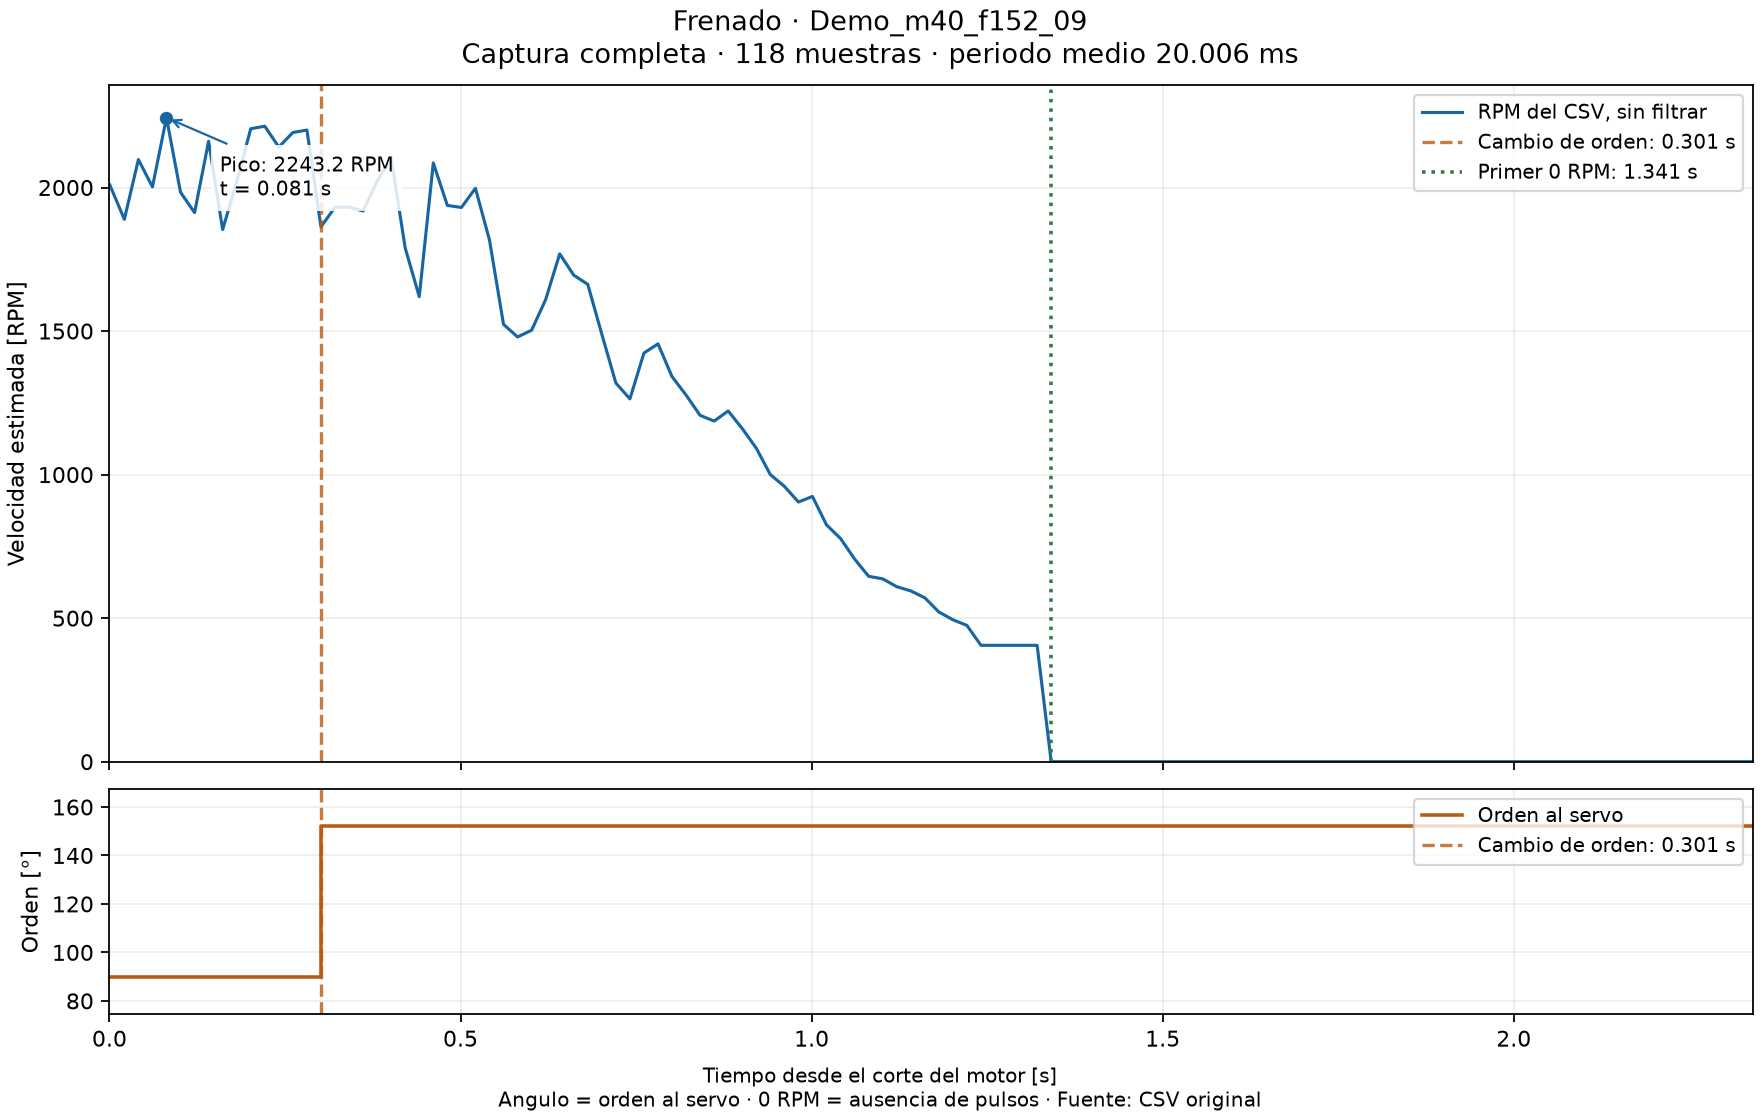 Frenado · Demo_m40_f152_09
Captura completa · 118 muestras · periodo medio 20.006 ms
RPM del CSV, sin filtrar
Cambio de orden: 0.301 s
Primer 0 RPM: 1.341 s
Pico: 2243.2 RPM
t = 0.081 s
Velocidad estimada [RPM]
2000
1500
1000
500
0
Orden al servo
Cambio de orden: 0.301 s
Orden [°]
160
140
120
100
80
0.0 0.5 1.0 1.5 2.0
Tiempo desde el corte del motor [s]
Angulo = orden al servo · 0 RPM = ausencia de pulsos · Fuente: CSV original